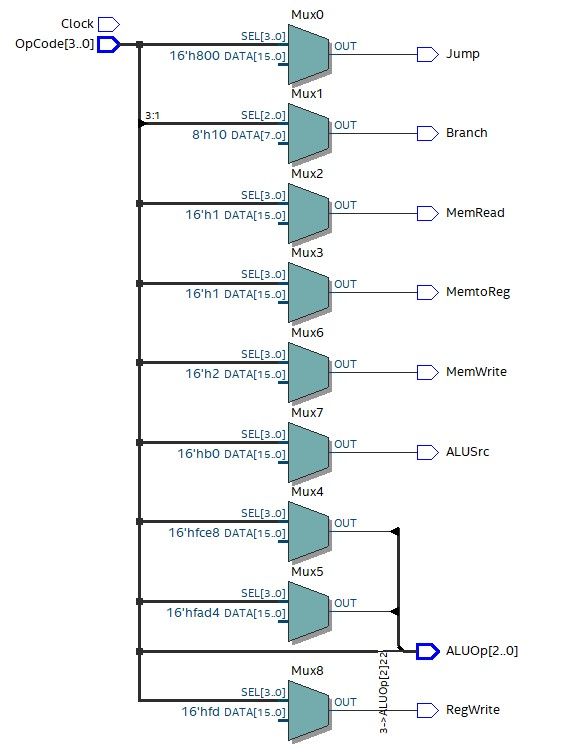 Clock
OpCode[3..0]
Mux0
SEL[3..0]
16'h800 DATA[15..0]
OUT
Jump
Mux1
3:1
SEL[2..0]
8'h10 DATA[7..0]
OUT
Branch
Mux2
SEL[3..0]
16'h1 DATA[15..0]
OUT
MemRead
Mux3
SEL[3..0]
16'h1 DATA[15..0]
OUT
MemtoReg
Mux6
SEL[3..0]
16'h2 DATA[15..0]
OUT
MemWrite
Mux7
SEL[3..0]
16'hb0 DATA[15..0]
OUT
ALUSrc
Mux4
SEL[3..0]
16'hfce8 DATA[15..0]
OUT
Mux5
SEL[3..0]
16'hfad4 DATA[15..0]
OUT
ALUOp[2..0]
3->ALUOp[2]22
Mux8
SEL[3..0]
16'hfd DATA[15..0]
OUT
RegWrite